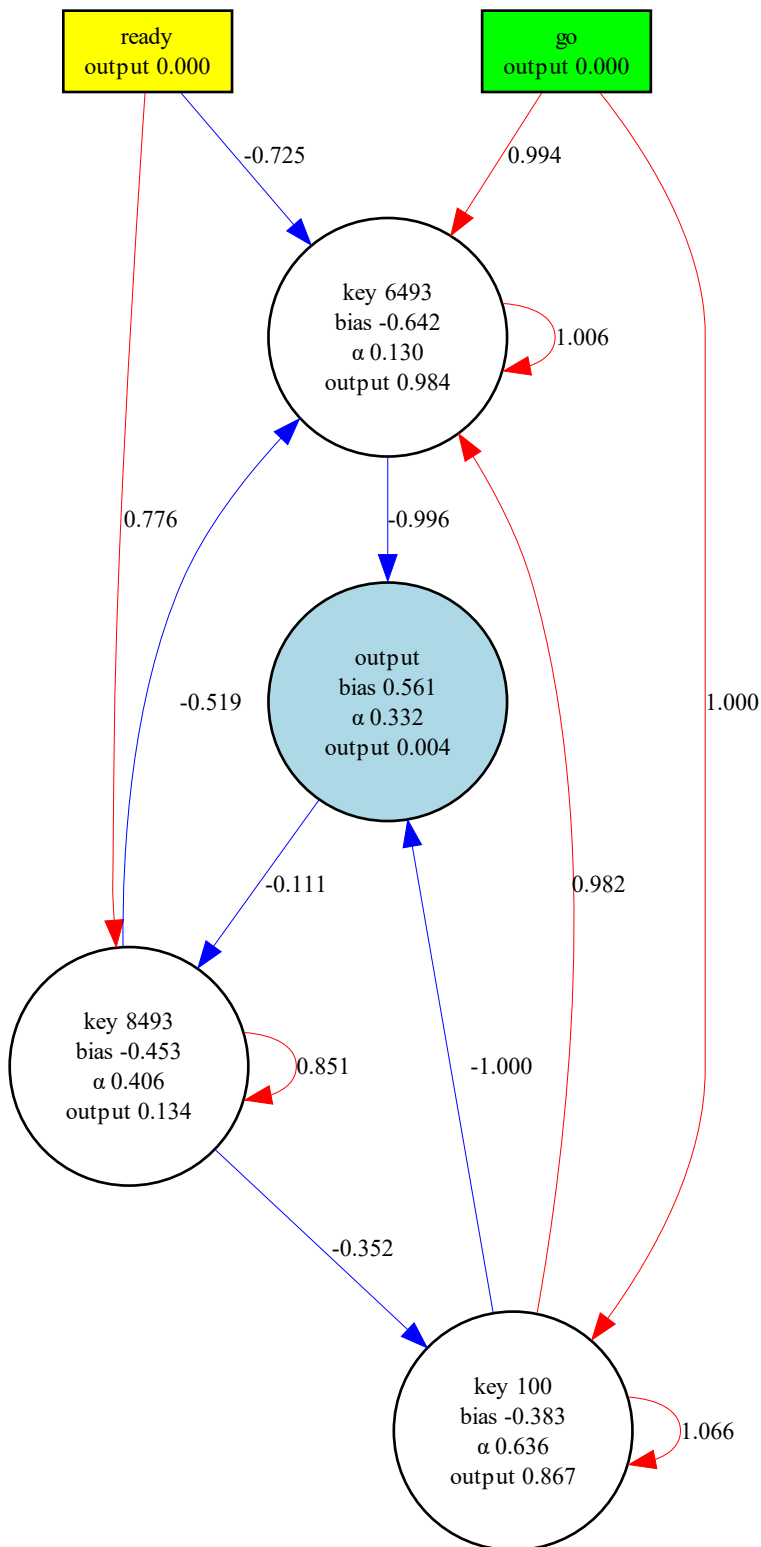 ready
output 0.000
go
output 0.000
-0.725
0.994
key 6493
bias -0.642
α 0.130
output 0.984
1.006
0.776
-0.996
output
bias 0.561
α 0.332
output 0.004
-0.519
1.000
-0.111
0.982
key 8493
bias -0.453
α 0.406
output 0.134
0.851
-1.000
-0.352
key 100
bias -0.383
α 0.636
output 0.867
1.066